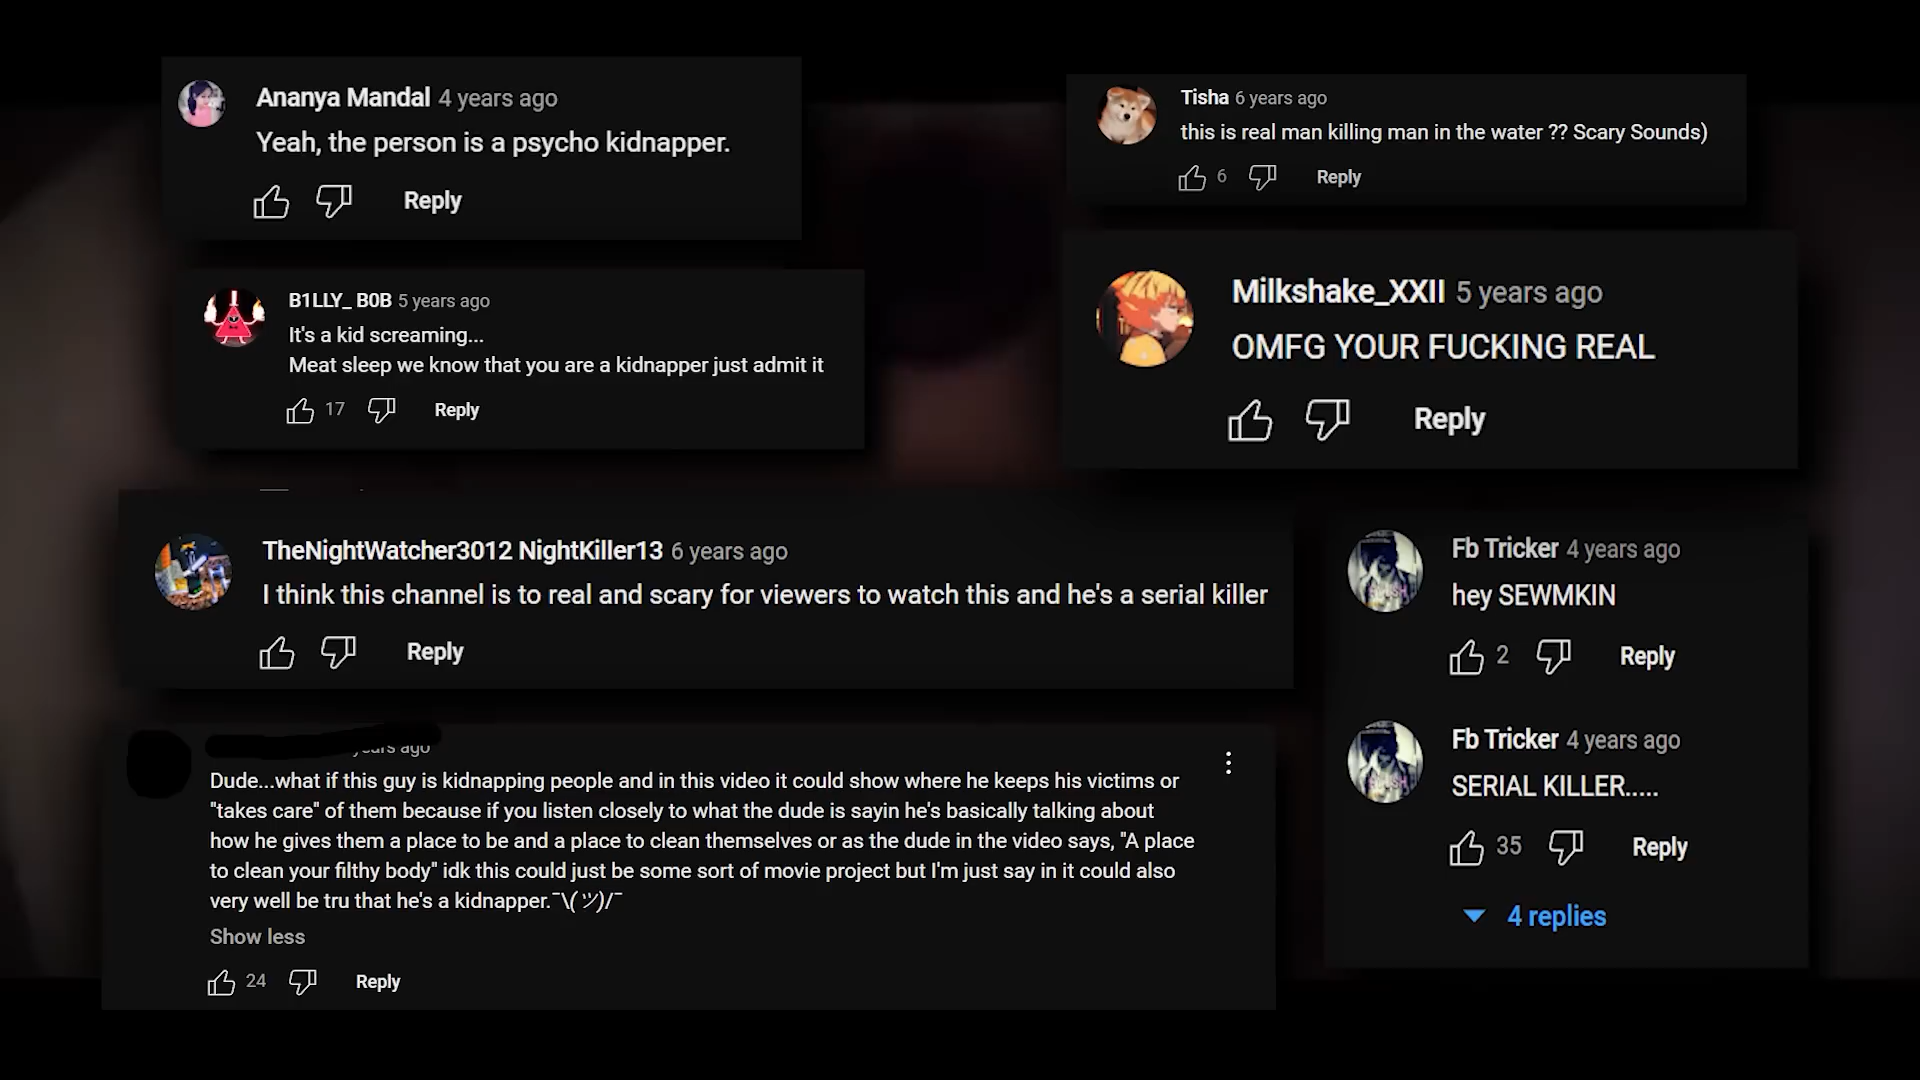 Ananya Mandal 4 years ago
Yeah, the person is a psycho kidnapper.
Reply
B1LLY_ B0B 5 years ago
It's a kid screaming...
Meat sleep we know that you are a kidnapper just admit it
17 Reply
Tisha 6 years ago
this is real man killing man in the water ?? Scary Sounds)
6 Reply
Milkshake_XXII 5 years ago
OMFG YOUR FUCKING REAL
Reply
TheNightWatcher3012 NightKiller13 6 years ago
I think this channel is to real and scary for viewers to watch this and he's a serial killer
Reply
years ago
Dude...what if this guy is kidnapping people and in this video it could show where he keeps his victims or
"takes care" of them because if you listen closely to what the dude is sayin he's basically talking about
how he gives them a place to be and a place to clean themselves or as the dude in the video says, "A place
to clean your filthy body" idk this could just be some sort of movie project but I'm just say in it could also
very well be tru that he's a kidnapper.¯\(ツ)/¯
Show less
24 Reply
Fb Tricker 4 years ago
hey SEWMKIN
2 Reply
Fb Tricker 4 years ago
SERIAL KILLER.....
35 Reply
4 replies